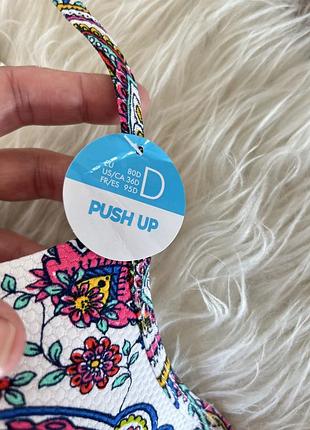 EU 80D
US/CA 36D
FR/ES 95D
D
PUSH UP